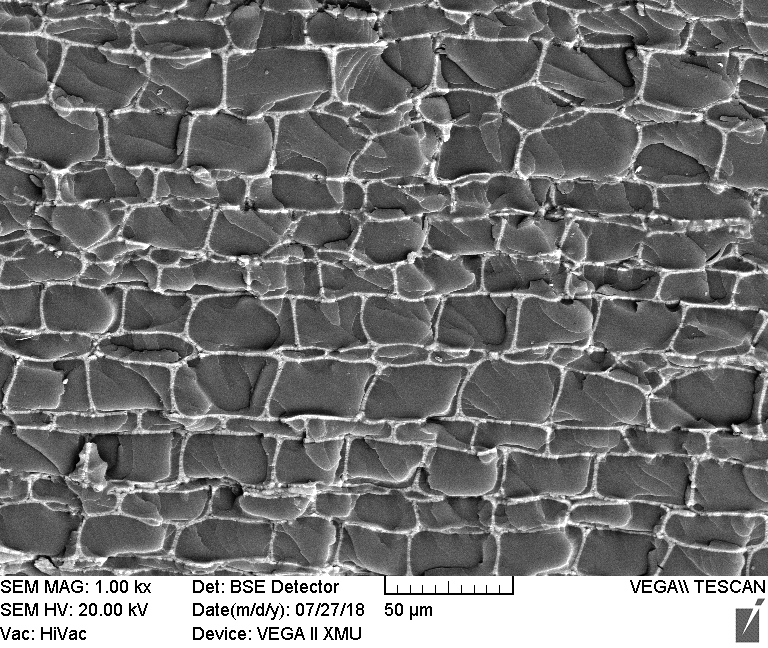 SEM MAG: 1.00 kx Det: BSE Detector VEGA\\ TESCAN
SEM HV: 20.00 kV Date(m/d/y): 07/27/18 50 µm
Vac: HiVac Device: VEGA II XMU